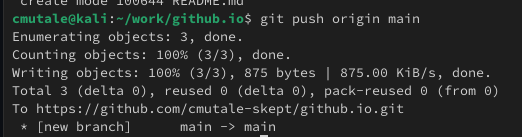 create mode 100644 README.md
cmutale@kali:~/work/github.io$ git push origin main
Enumerating objects: 3, done.
Counting objects: 100% (3/3), done.
Writing objects: 100% (3/3), 875 bytes | 875.00 KiB/s, done.
Total 3 (delta 0), reused 0 (delta 0), pack-reused 0 (from 0)
To https://github.com/cmutale-skept/github.io.git
 * [new branch]      main -> main